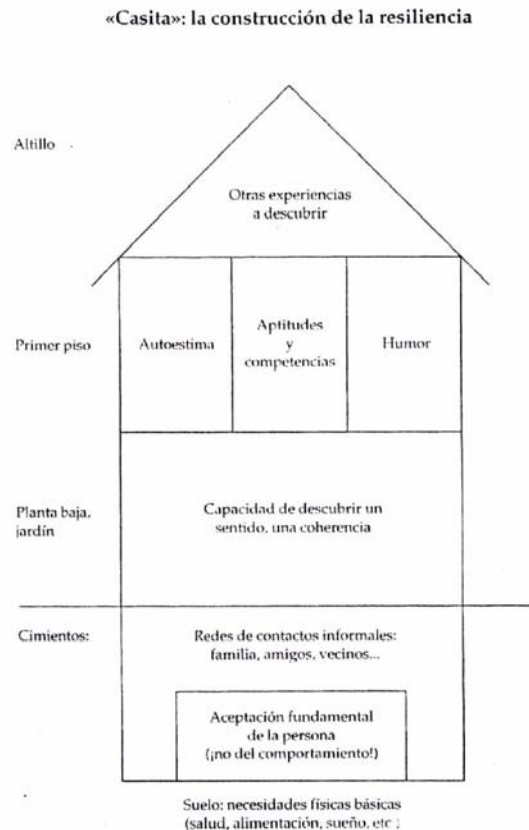 «Casita»: la construcción de la resiliencia
Altillo
Otras experiencias
a descubrir
Primer piso
Autoestima
Aptitudes
y
competencias
Humor
Planta baja,
jardín
Capacidad de descubrir un
sentido, una coherencia
Cimientos:
Redes de contactos informales:
familia, amigos, vecinos...
Aceptación fundamental
de la persona
(¡no del comportamiento!)
Suelo: necesidades físicas básicas
(salud, alimentación, sueño, etc.)